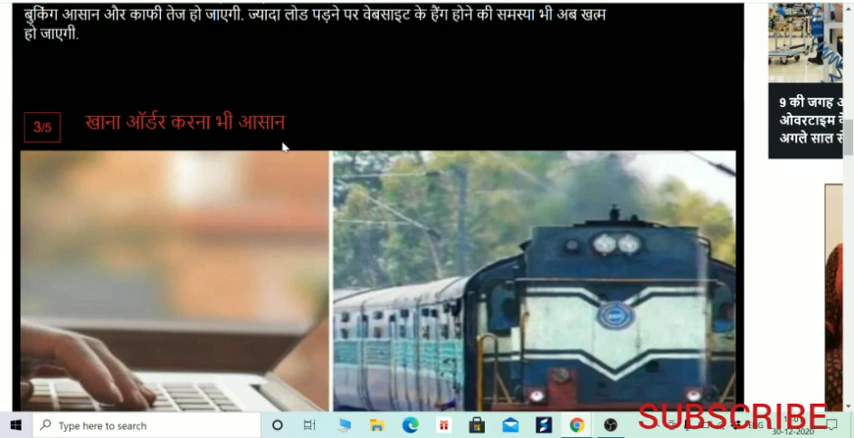 बुकिंग आसान और काफी तेज हो जाएगी. ज्यादा लोड पड़ने पर वेबसाइट के हैंग होने की समस्या भी अब खत्म
हो जाएगी.
3/5
खाना ऑर्डर करना भी आसान
9 की जगह
ओवरटाइम
अगले साल से
Type here to search
SUBSCRIBE
ENG
30-12-2020